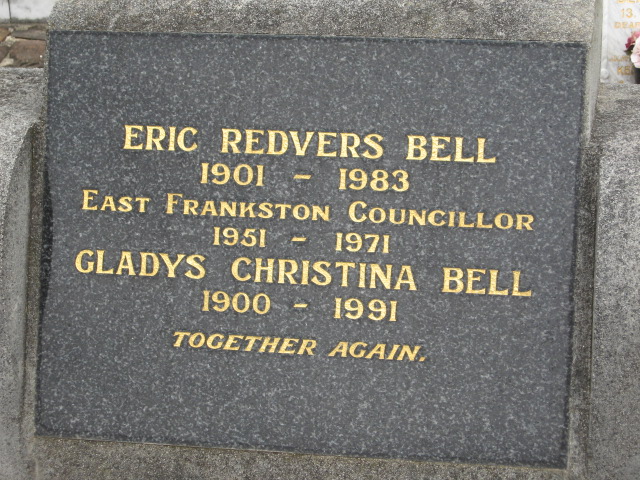 ERIC REDVERS BELL
1901 - 1983
EAST FRANKSTON COUNCILLOR
1951 - 1971
GLADYS CHRISTINA BELL
1900 - 1991
TOGETHER AGAIN.